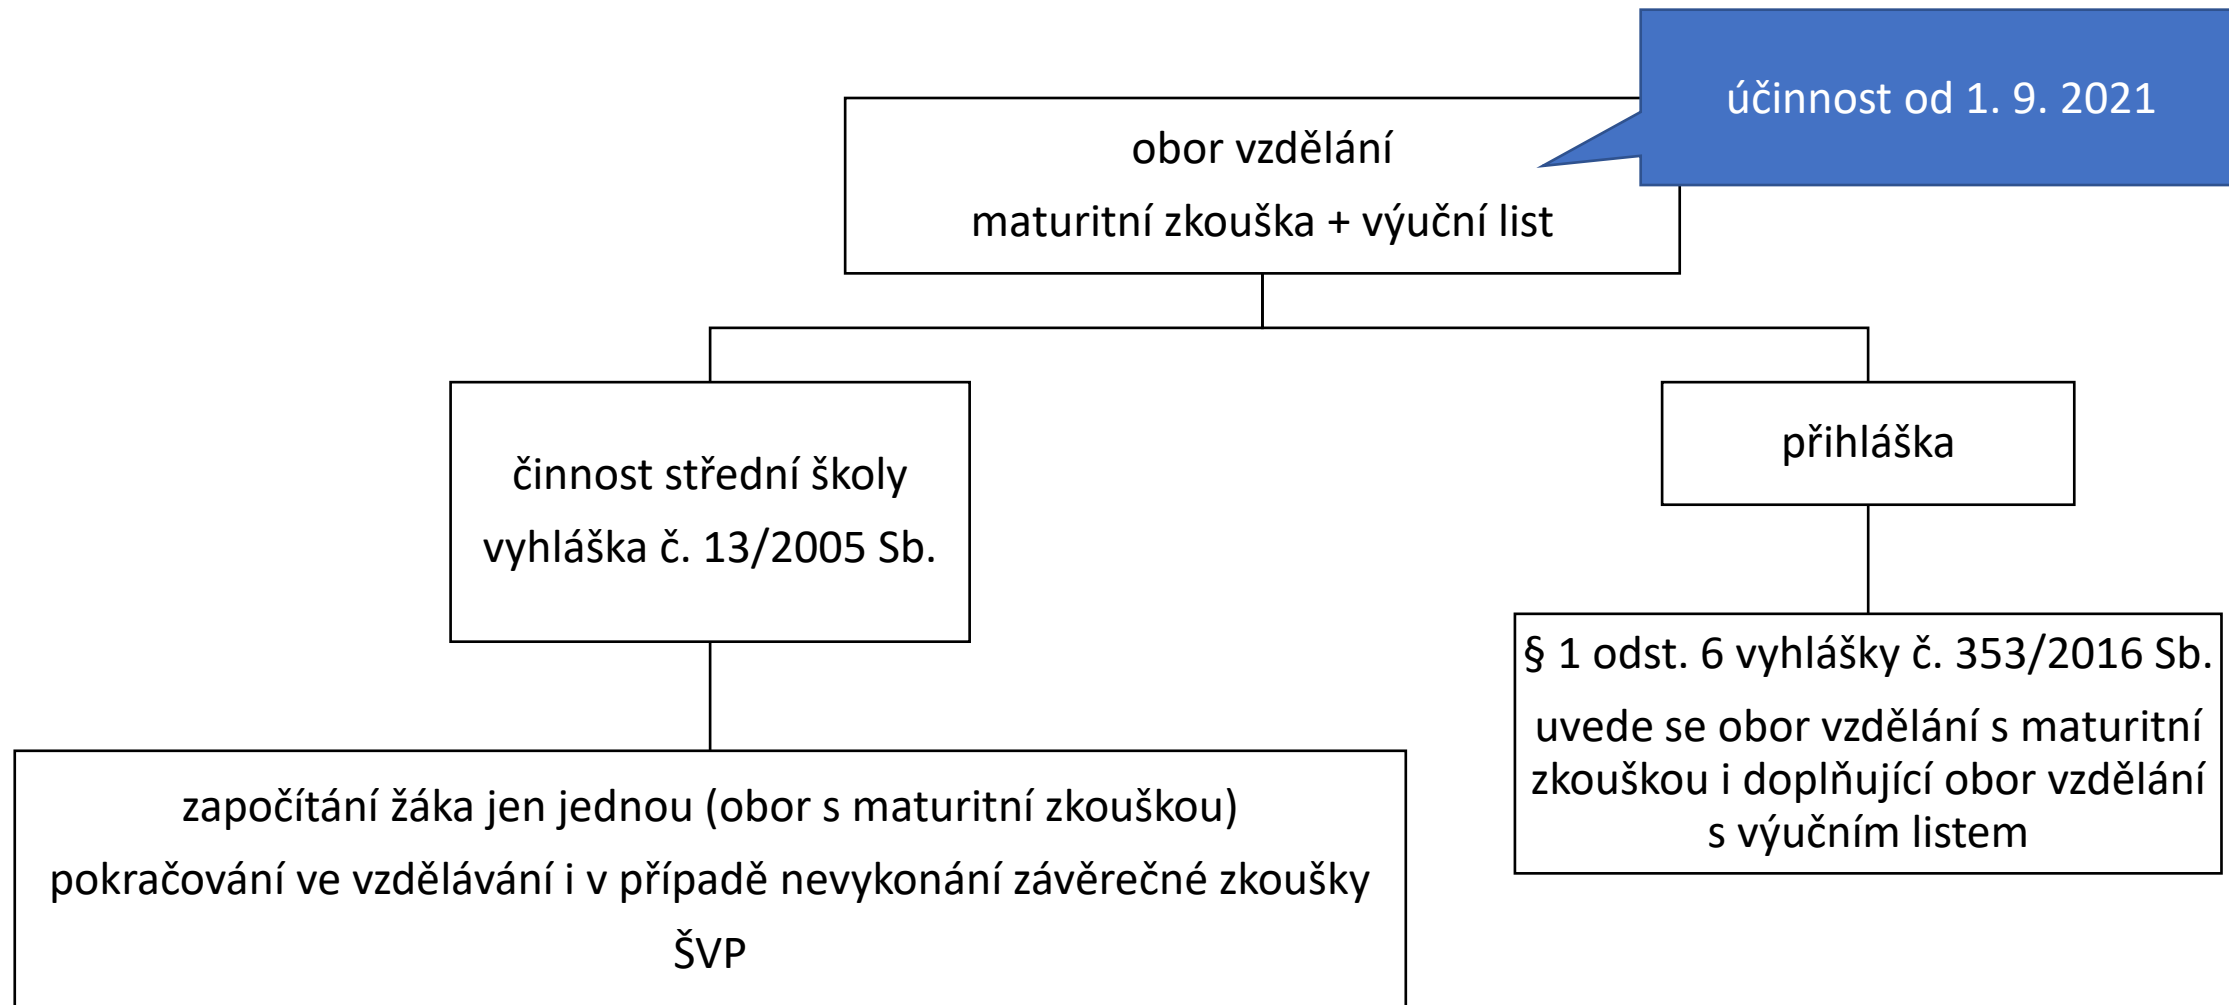 účinnost od 1. 9. 2021
obor vzdělání
maturitní zkouška + výuční list
činnost střední školy
vyhláška č. 13/2005 Sb.
přihláška
§ 1 odst. 6 vyhlášky č. 353/2016 Sb.
uvede se obor vzdělání s maturitní
zkouškou i doplňující obor vzdělání
s výučním listem
započítání žáka jen jednou (obor s maturitní zkouškou)
pokračování ve vzdělávání i v případě nevykonání závěrečné zkoušky
ŠVP